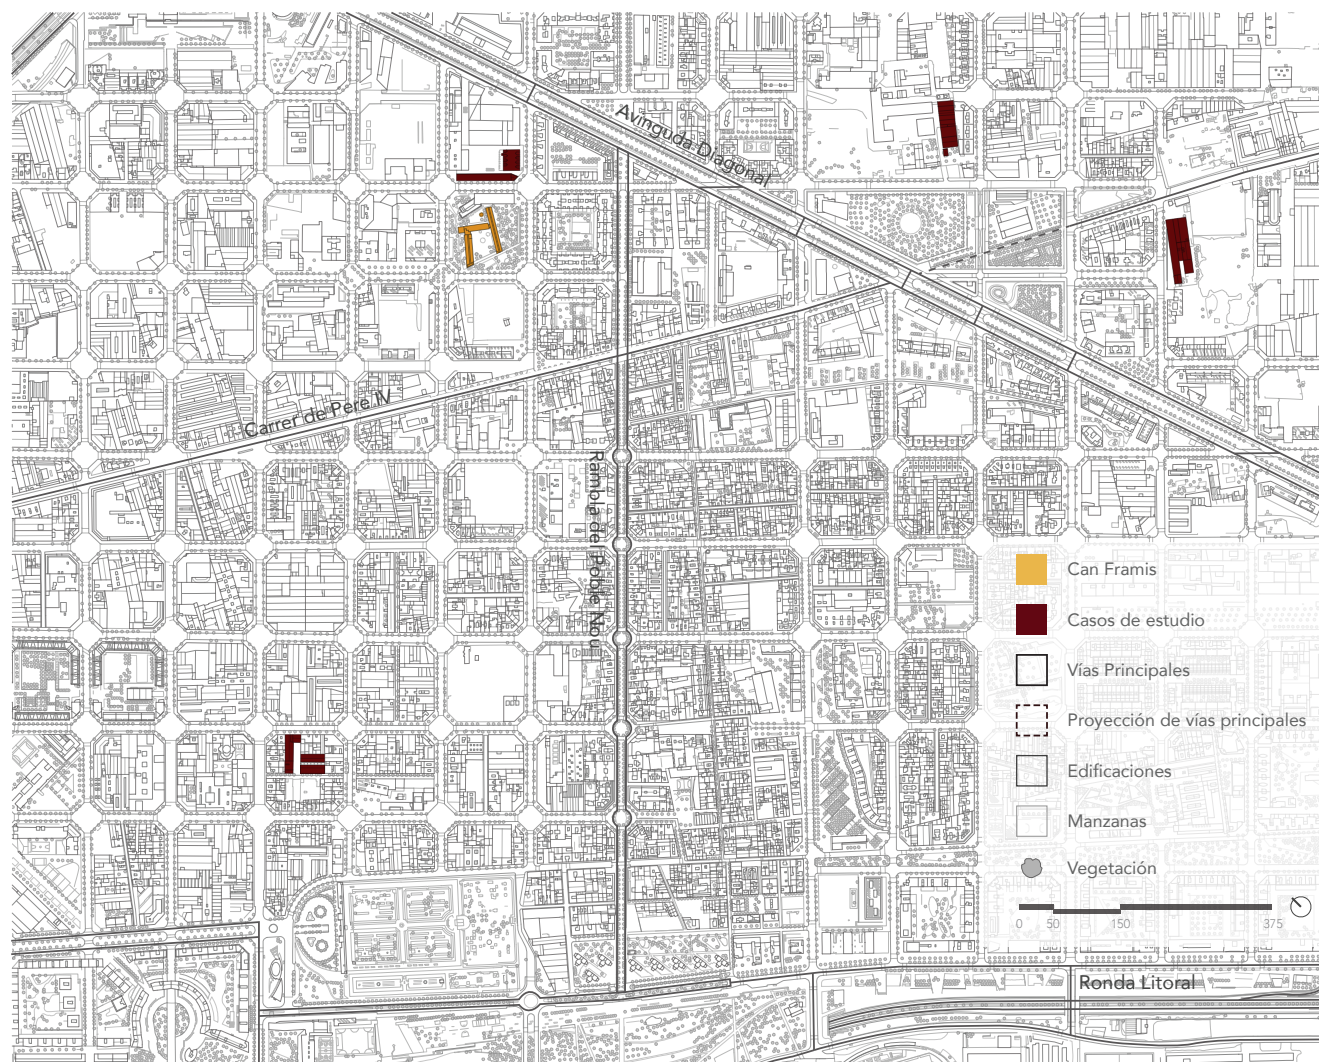 Avinguda Diagonal
Carrer de Pere IV
Rambla de Poble Nou
Can Framis
Casos de estudio
Vías Principales
Proyección de vías principales
Edificaciones
Manzanas
Vegetación
0 50 150 375
Ronda Litoral